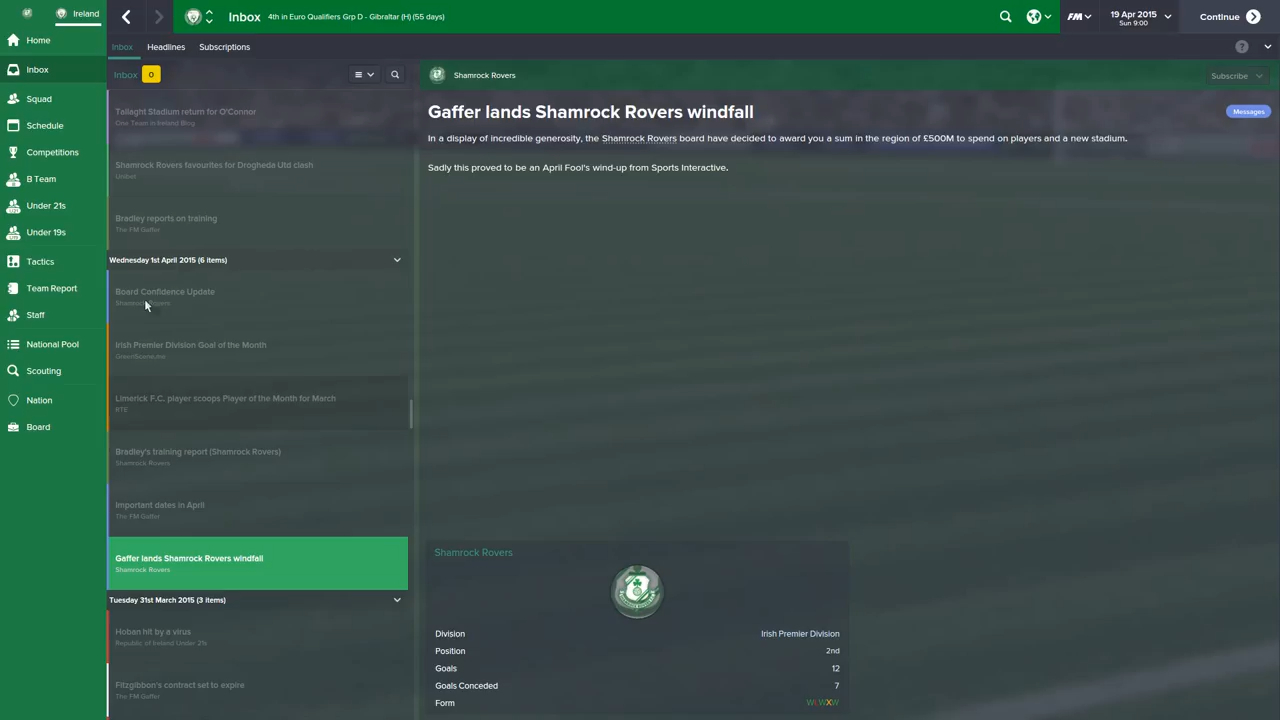 Ireland
Inbox
4th in Euro Qualifiers Grp D - Gibraltar (H) (55 days)
FM
19 Apr 2015
Sun 9:00
Continue
Home
Inbox
Squad
Schedule
Competitions
B Team
Under 21s
Under 19s
Tactics
Team Report
Staff
National Pool
Scouting
Nation
Board
Inbox
Headlines
Subscriptions
Inbox
0
Tallaght Stadium return for O'Connor
One Team in Ireland Blog
Shamrock Rovers favourites for Drogheda Utd clash
Unibet
Bradley reports on training
The FM Gaffer
Wednesday 1st April 2015 (6 items)
Board Confidence Update
Shamrock Rovers
Irish Premier Division Goal of the Month
GreenScene.me
Limerick F.C. player scoops Player of the Month for March
RTE
Bradley's training report (Shamrock Rovers)
Shamrock Rovers
Important dates in April
The FM Gaffer
Gaffer lands Shamrock Rovers windfall
Shamrock Rovers
Tuesday 31st March 2015 (3 items)
Hoban hit by a virus
Republic of Ireland Under 21s
Fitzgibbon's contract set to expire
The FM Gaffer
Shamrock Rovers
Subscribe
Gaffer lands Shamrock Rovers windfall
Messages
In a display of incredible generosity, the Shamrock Rovers board have decided to award you a sum in the region of £500M to spend on players and a new stadium.
Sadly this proved to be an April Fool's wind-up from Sports Interactive.
Shamrock Rovers
Division Irish Premier Division
Position 2nd
Goals 12
Goals Conceded 7
Form